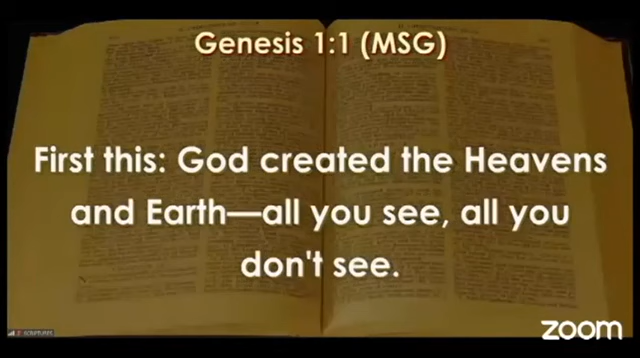 Genesis 1:1 (MSG)
First this: God created the Heavens
and Earth—all you see, all you
don't see.
SCRIPTURES
zoom